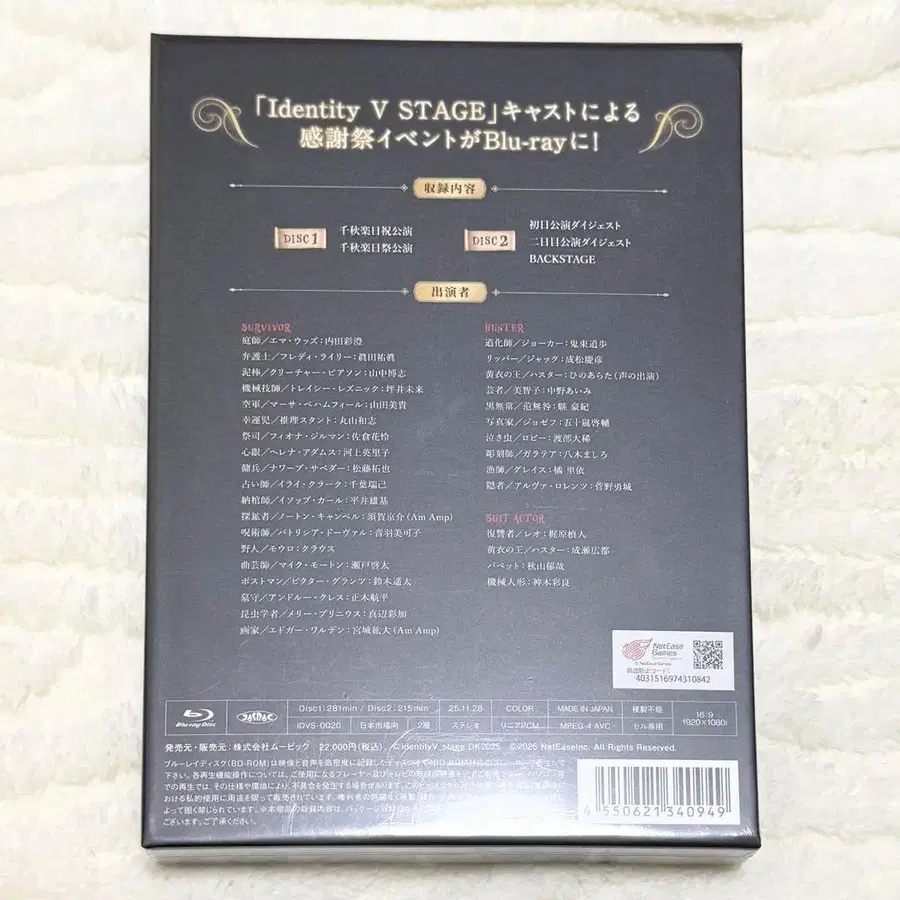 「Identity V STAGE」キャストによる
感謝祭イベントがBlu-rayに!
収録内容
DISC 1
千秋楽日祝公演
千秋楽日祭公演
DISC 2
初日公演ダイジェスト
二日目公演ダイジェスト
BACKSTAGE
出演者
SURVIVOR
庭師/エマ・ウッズ:内田彩澄
弁護士/フレディ・ライリー:眞田祐眞
泥棒/クリーチャー・ピアソン:山中博志
機械技師/トレイシー・レズニック:坪井未来
空軍/マーサ・ベハムフィール:山田美貴
幸運児/推理スタント:丸山和志
祭司/フィオナ・ジルマン:佐倉花怜
心眼/ヘレナ・アダムス:河上英里子
傭兵/ナワーブ・サベダー:松藤拓也
占い師/イライ・クラーク:千葉瑞己
納棺師/イソップ・カール:平井雄基
探鉱者/ノートン・キャンベル:須賀京介(Am Amp)
呪術師/パトリシア・ドーヴァル:音羽美可子
野人/モウロ:クラウス
曲芸師/マイク・モートン:瀬戸啓太
ポストマン/ビクター・グランツ:鈴木遥太
墓守/アンドルー・クレス:正木航平
昆虫学者/メリー・プリニウス:真辺彩加
画家/エドガー・ワルデン:宮城紘大(Am Amp)
HUNTER
道化師/ジョーカー:鬼束道歩
リッパー/ジャック:成松慶彦
黄衣の王/ハスター:ひのあらた(声の出演)
芸者/美智子:中野あいみ
黒無常/范無咎:縣 豪紀
写真家/ジョゼフ:五十嵐啓輔
泣き虫/ロビー:渡部大稀
彫刻師/ガラテア:八木ましろ
漁師/グレイス:橘 里依
隠者/アルヴァ・ロレンツ:菅野勇城
SUIT ACTOR
復讐者/レオ:梶原慎人
黄衣の王/ハスター:成瀬広都
パペット:秋山郁哉
機械人形:神木彩良
NetEase
Games
© NetEase Games
偽造防止コード:
4031516974310842
Blu-ray Disc
JASRAC
Disc1:281min / Disc2:215min
25.11.28
COLOR
MADE IN JAPAN
複製不能
16:9
1920×1080i
IDVS-0020
日本市場向
2層
ステレオ
リニアPCM
MPEG-4 AVC
セル専用
発売元・販売元:株式会社ムービック 22,000円(税込) ©IdentityV_stage DK2025 ©2025 NetEaseInc. All Rights Reserved.
4 550621 340949